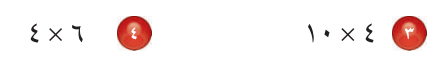 ٣ ٤ × ١٠
٤ ٦ × ٤